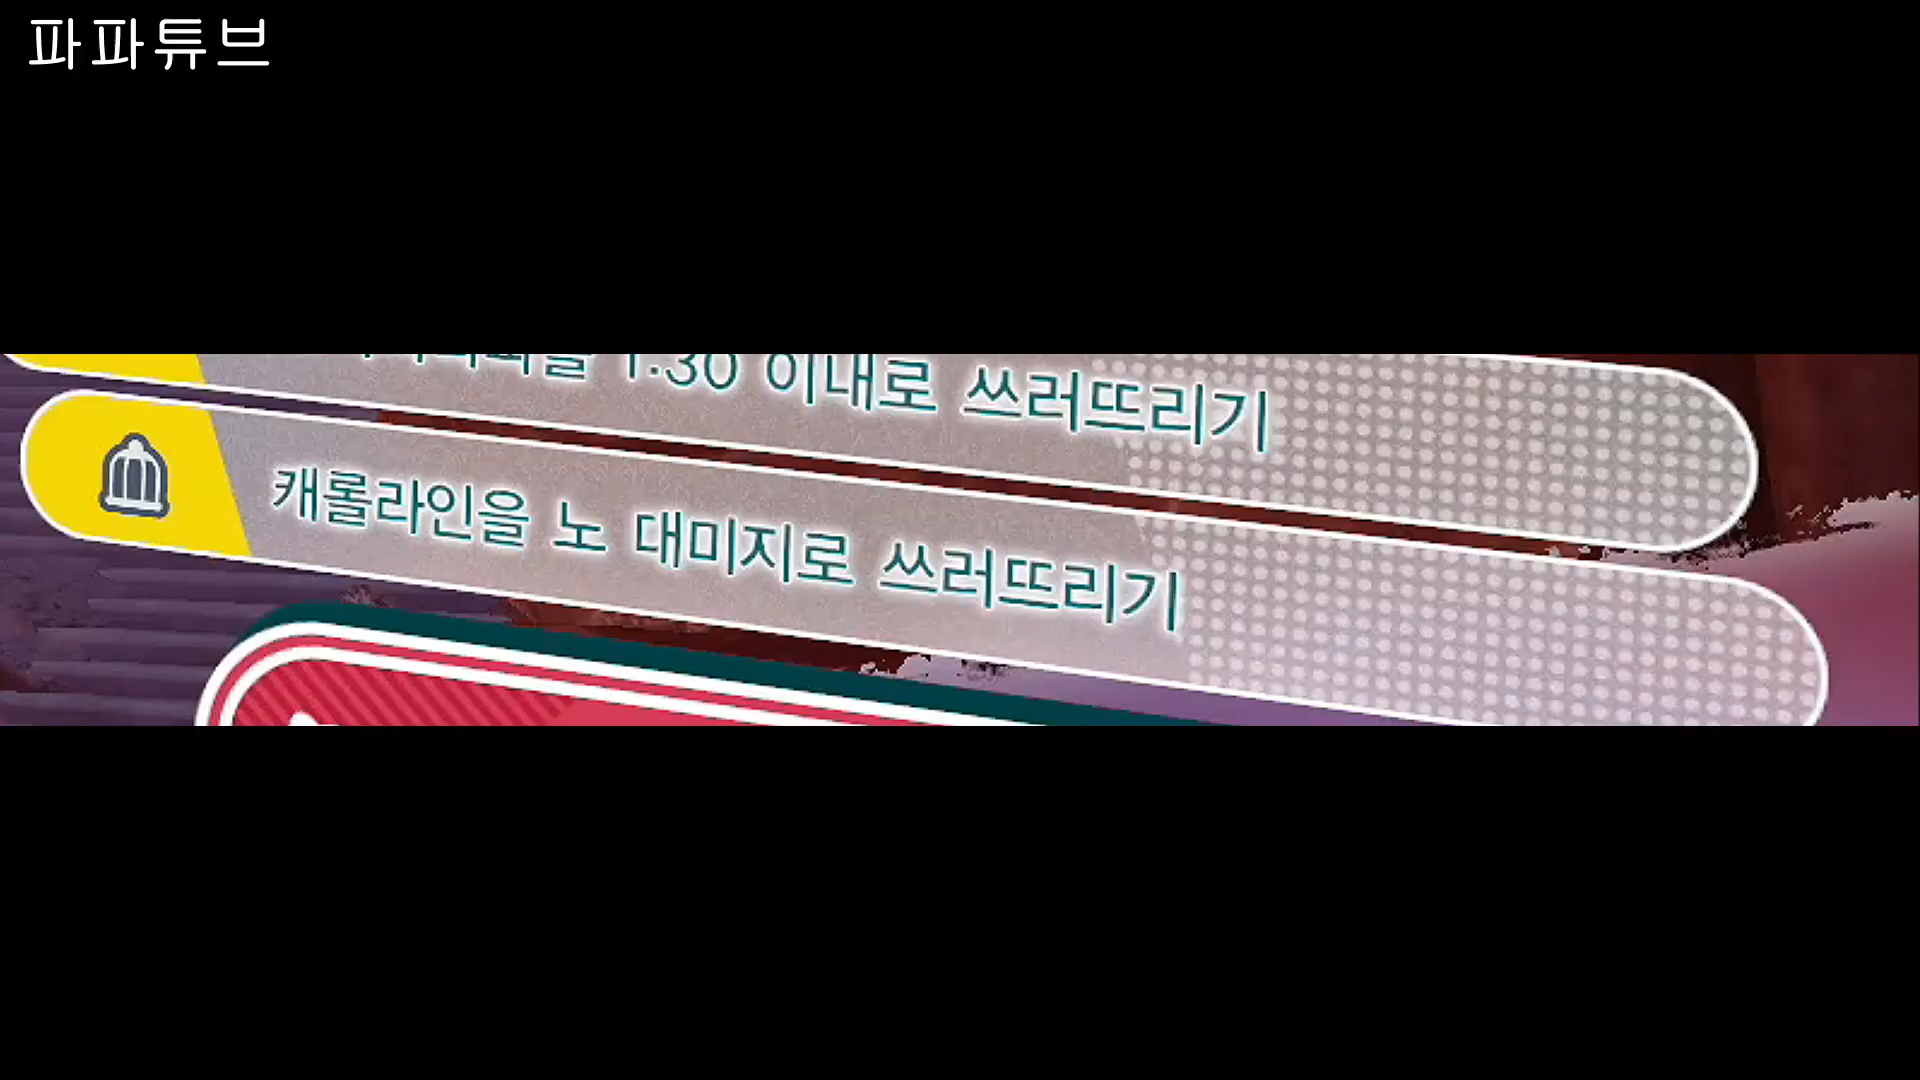 파파튜브
1:30 이내로 쓰러뜨리기
캐롤라인을 노 대미지로 쓰러뜨리기